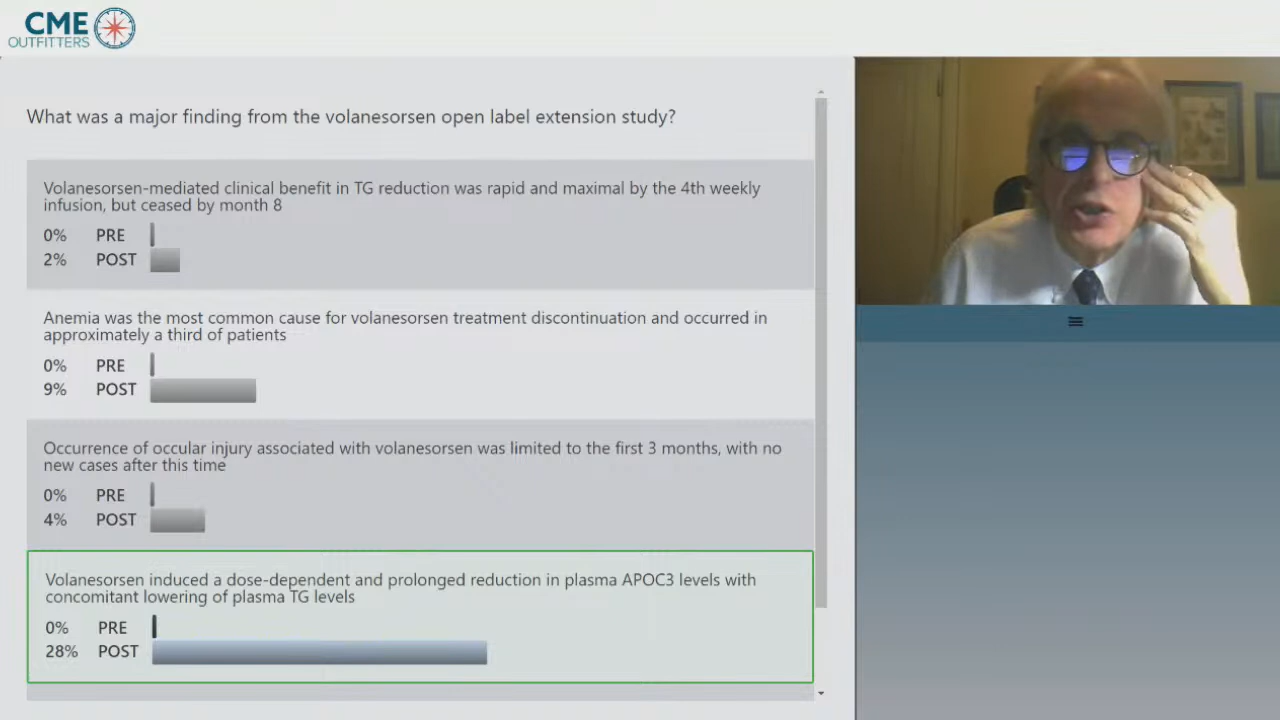 CME
OUTFITTERS
What was a major finding from the volanesorsen open label extension study?
Volanesorsen-mediated clinical benefit in TG reduction was rapid and maximal by the 4th weekly
infusion, but ceased by month 8
0% PRE
2% POST
Anemia was the most common cause for volanesorsen treatment discontinuation and occurred in
approximately a third of patients
0% PRE
9% POST
Occurrence of occular injury associated with volanesorsen was limited to the first 3 months, with no
new cases after this time
0% PRE
4% POST
Volanesorsen induced a dose-dependent and prolonged reduction in plasma APOC3 levels with
concomitant lowering of plasma TG levels
0% PRE
28% POST